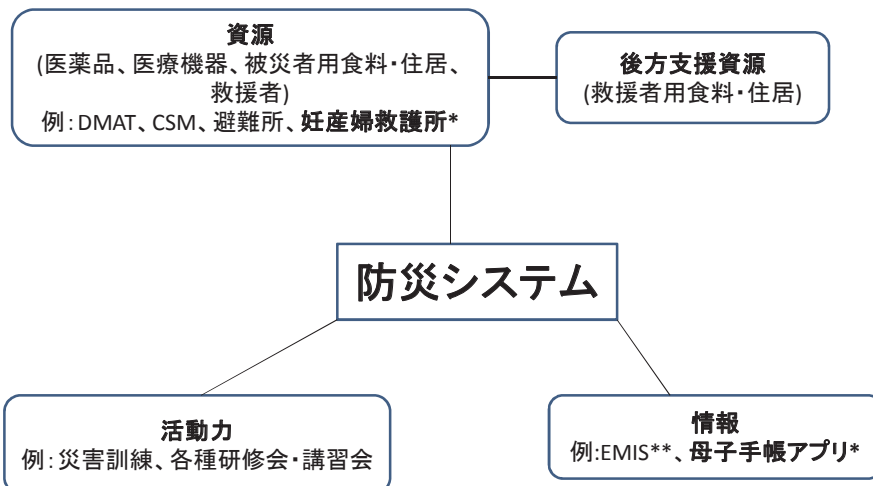 資源
(医薬品、医療機器、被災者用食料・住居、
救援者)
例:DMAT、CSM、避難所、妊産婦救護所*
後方支援資源
(救援者用食料・住居)
防災システム
活動力
例:災害訓練、各種研修会・講習会
情報
例:EMIS**、母子手帳アプリ*